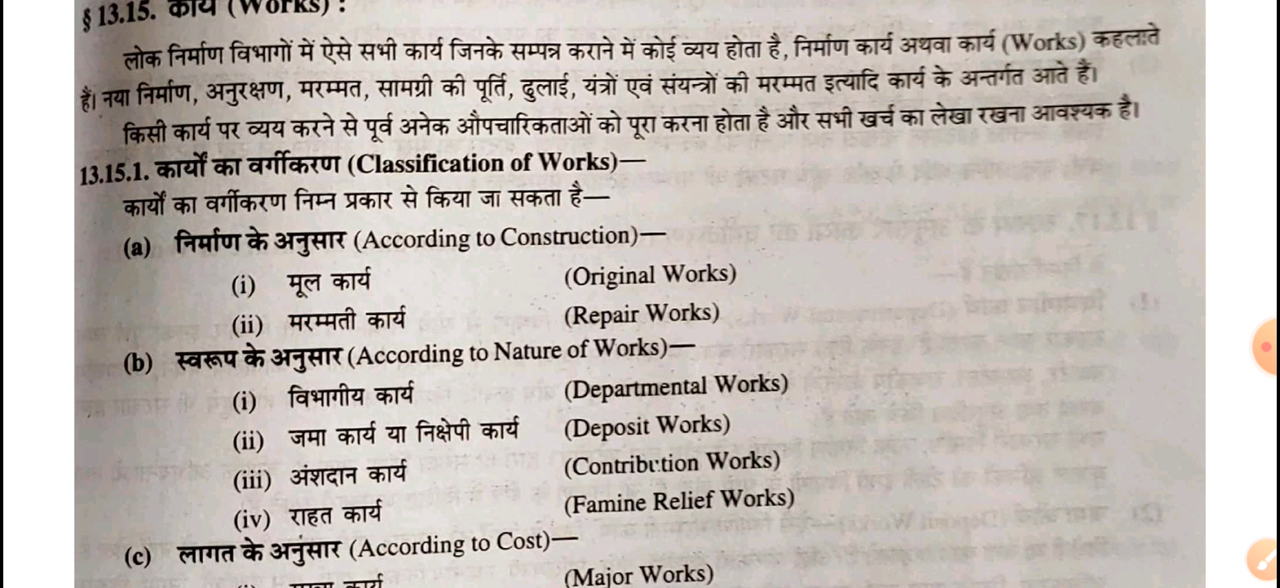 § 13.15. कार्य (Works) :
लोक निर्माण विभागों में ऐसे सभी कार्य जिनके सम्पन्न कराने में कोई व्यय होता है, निर्माण कार्य अथवा कार्य (Works) कहलाते
हैं। नया निर्माण, अनुरक्षण, मरम्मत, सामग्री की पूर्ति, ढुलाई, यंत्रों एवं संयन्त्रों की मरम्मत इत्यादि कार्य के अन्तर्गत आते हैं।
किसी कार्य पर व्यय करने से पूर्व अनेक औपचारिकताओं को पूरा करना होता है और सभी खर्च का लेखा रखना आवश्यक है।
13.15.1. कार्यों का वर्गीकरण (Classification of Works)—
कार्यों का वर्गीकरण निम्न प्रकार से किया जा सकता है—
(a) निर्माण के अनुसार (According to Construction)—
(i) मूल कार्य (Original Works)
(ii) मरम्मती कार्य (Repair Works)
(b) स्वरूप के अनुसार (According to Nature of Works)—
(i) विभागीय कार्य (Departmental Works)
(ii) जमा कार्य या निक्षेपी कार्य (Deposit Works)
(iii) अंशदान कार्य (Contribution Works)
(iv) राहत कार्य (Famine Relief Works)
(c) लागत के अनुसार (According to Cost)—
(Major Works)